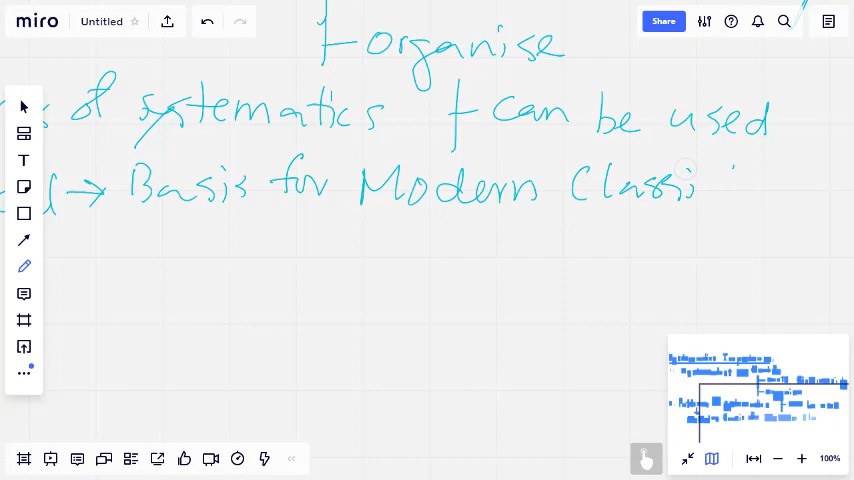 miro Untitled Share
organise
of systematics can be used
Basis for Modern Classi
100%